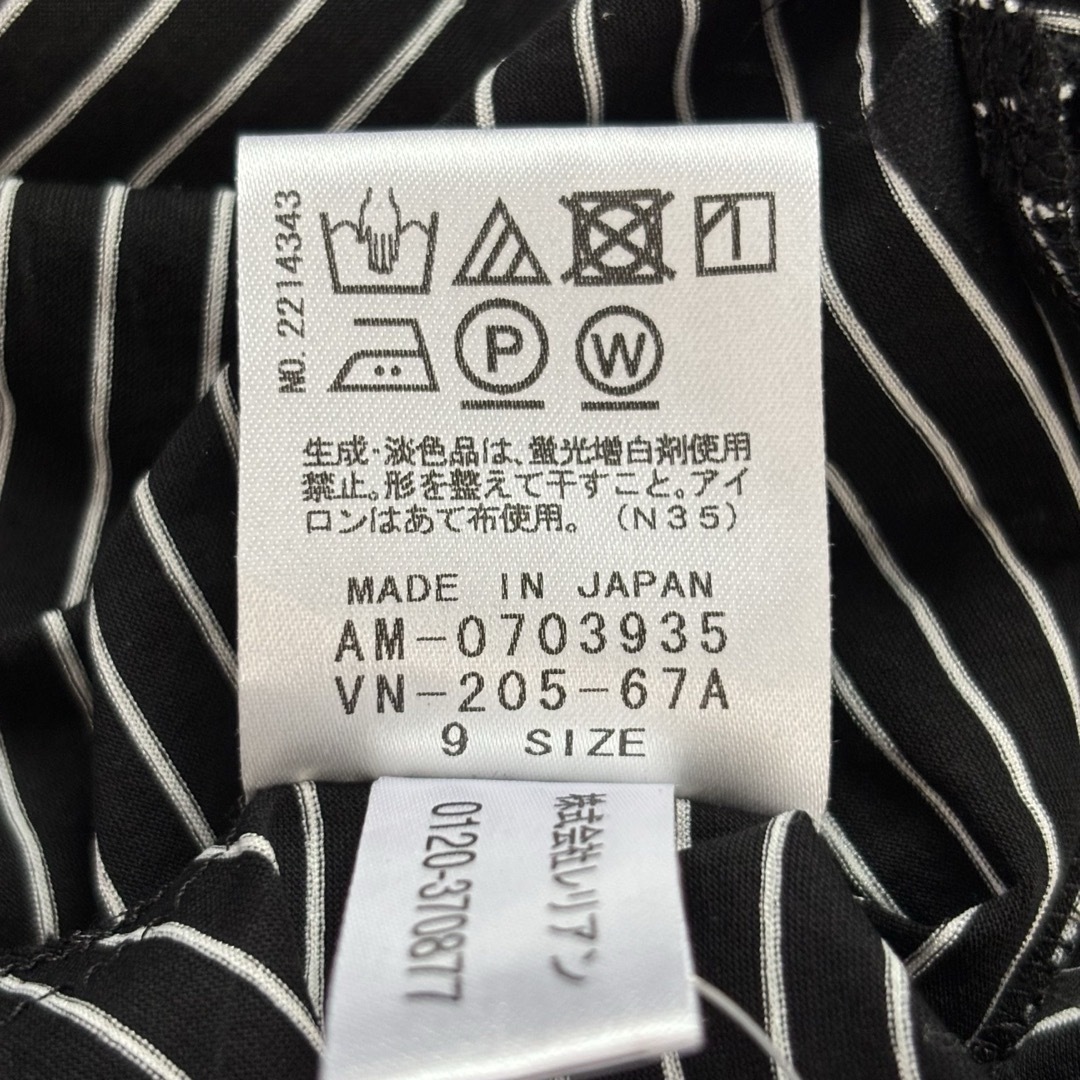 NO. 2214343
P
W
生成・淡色品は、蛍光増白剤使用
禁止。形を整えて干すこと。アイ
ロンはあて布使用。（N35）
MADE IN JAPAN
AM-0703935
VN-205-67A
9 SIZE
株式会社レリアン
0120-370877